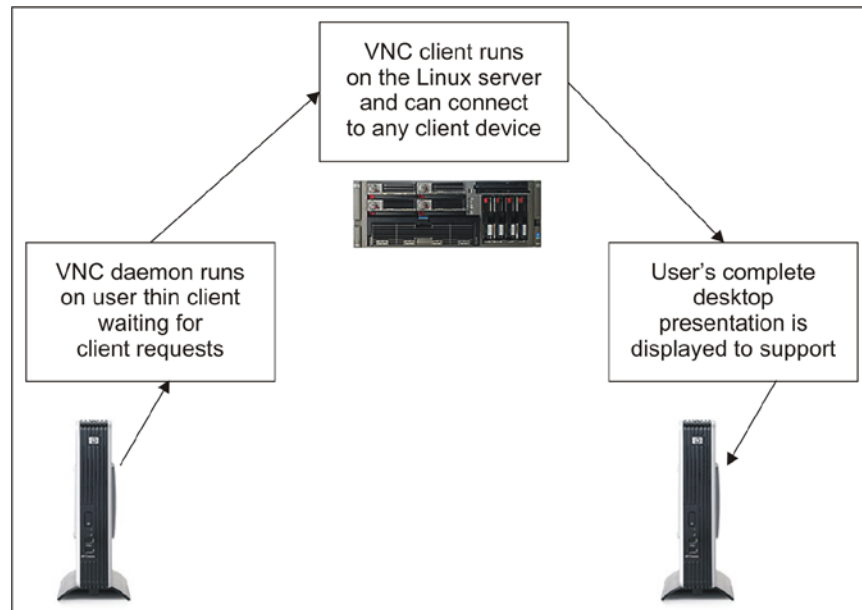 VNC client runs
on the Linux server
and can connect
to any client device
VNC daemon runs
on user thin client
waiting for
client requests
User's complete
desktop
presentation is
displayed to support